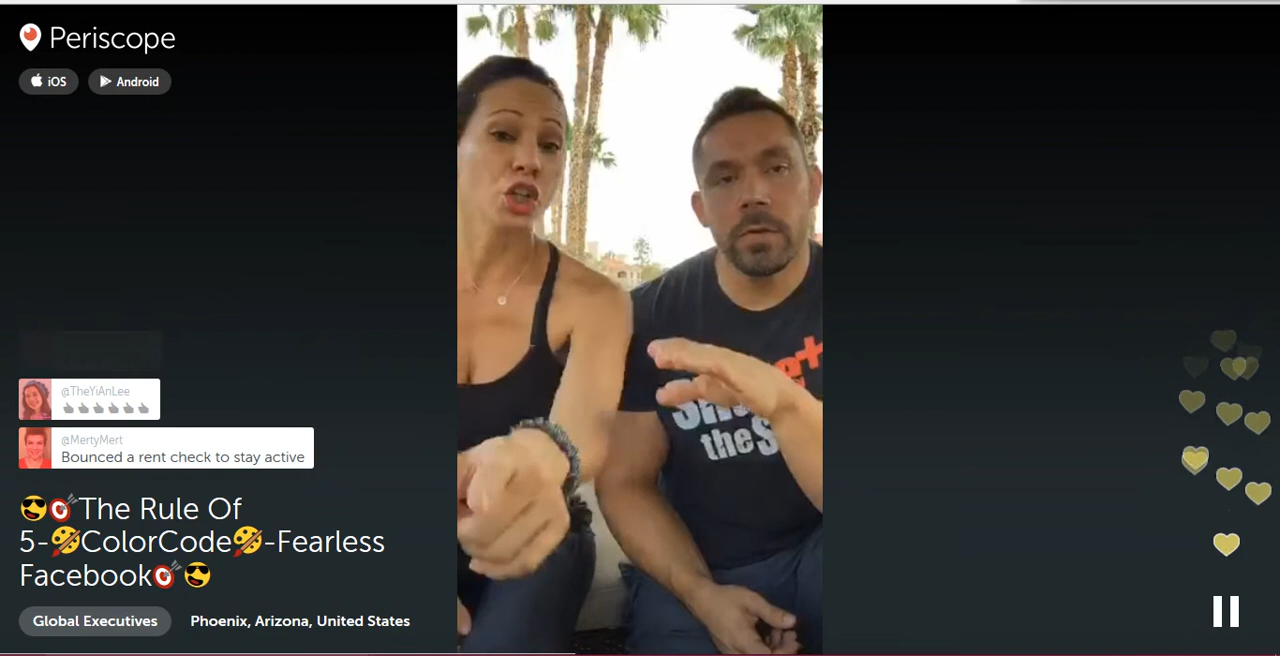 Periscope
iOS
Android
@TheYiAnLee
👍👍👍👍👍👍
@MertyMert
Bounced a rent check to stay active
😎🎯The Rule Of
5-🎨ColorCode🎨-Fearless
Facebook🎯😎
Global Executives
Phoenix, Arizona, United States
the